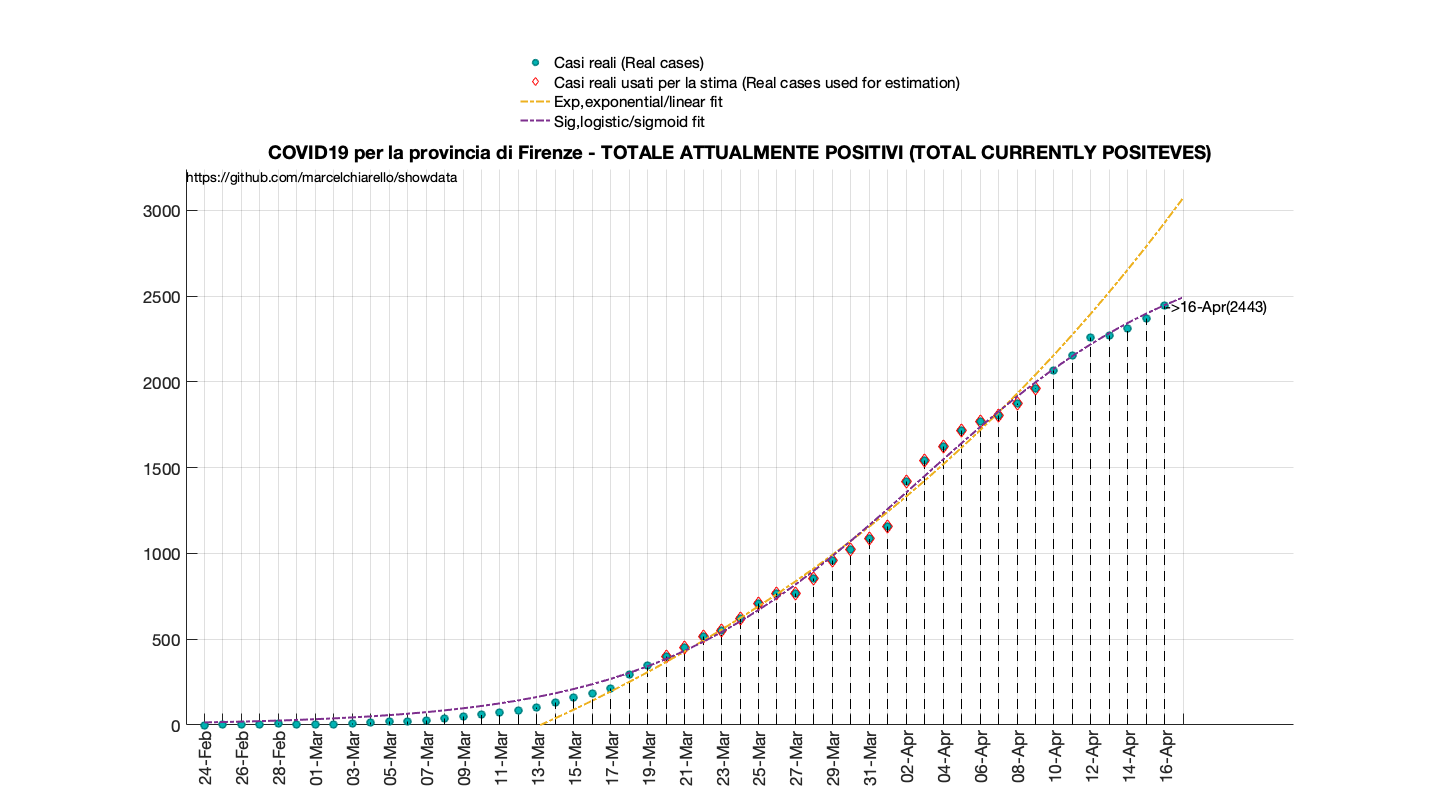 Casi reali (Real cases)
Casi reali usati per la stima (Real cases used for estimation)
Exp,exponential/linear fit
Sig,logistic/sigmoid fit
COVID19 per la provincia di Firenze - TOTALE ATTUALMENTE POSITIVI (TOTAL CURRENTLY POSITEVES)
https://github.com/marcelchiarello/showdata
3000
2500
->16-Apr(2443)
2000
1500
1000
500
0
24-Feb
26-Feb
28-Feb
01-Mar
03-Mar
05-Mar
07-Mar
09-Mar
11-Mar
13-Mar
15-Mar
17-Mar
19-Mar
21-Mar
23-Mar
25-Mar
27-Mar
29-Mar
31-Mar
02-Apr
04-Apr
06-Apr
08-Apr
10-Apr
12-Apr
14-Apr
16-Apr